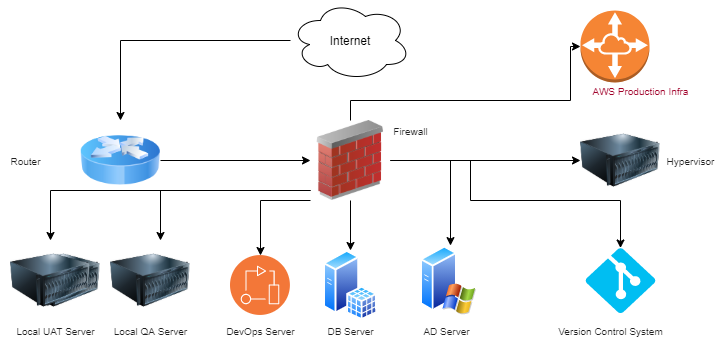 Internet
AWS Production Infra
Firewall
Router
Hypervisor
Local UAT Server
Local QA Server
DevOps Server
DB Server
AD Server
Version Control System